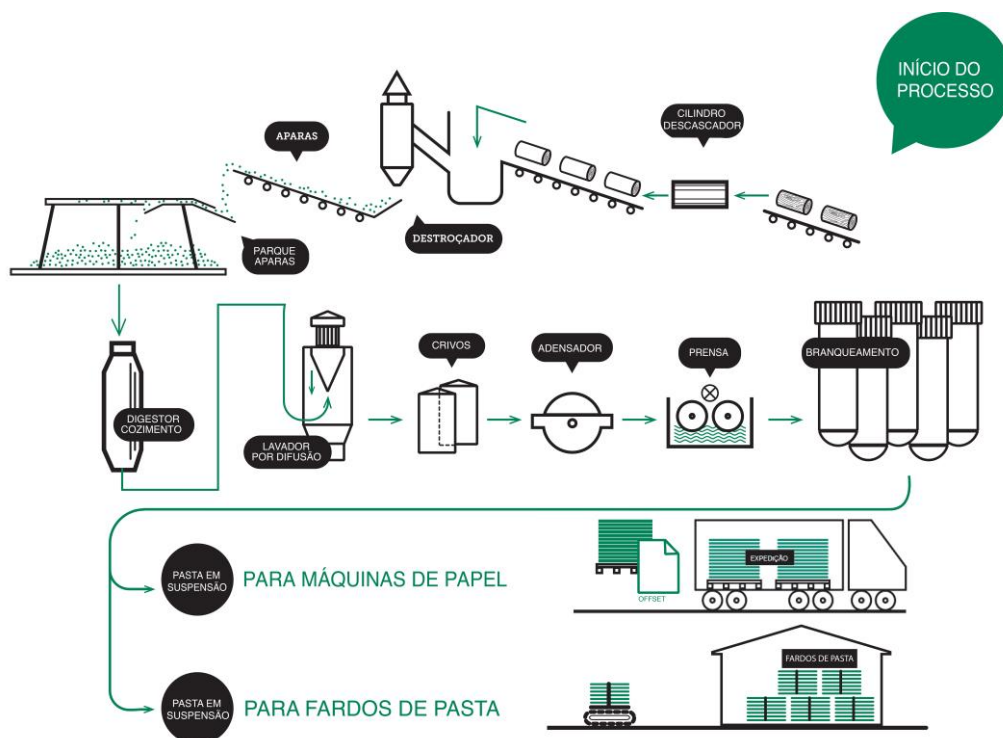 INÍCIO DO
PROCESSO
CILINDRO
DESCASCADOR
APARAS
DESTROÇADOR
PARQUE
APARAS
DIGESTOR
COZIMENTO
LAVADOR
POR DIFUSÃO
CRIVOS
ADENSADOR
PRENSA
BRANQUEAMENTO
PASTA EM
SUSPENSÃO
PARA MÁQUINAS DE PAPEL
OFFSET
EXPEDIÇÃO
PASTA EM
SUSPENSÃO
PARA FARDOS DE PASTA
FARDOS DE PASTA